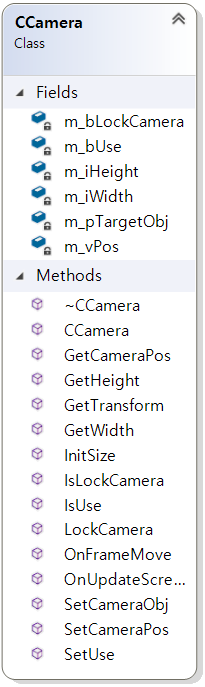 CCamera
Class
Fields
m_bLockCamera
m_bUse
m_iHeight
m_iWidth
m_pTargetObj
m_vPos
Methods
~CCamera
CCamera
GetCameraPos
GetHeight
GetTransform
GetWidth
InitSize
IsLockCamera
IsUse
LockCamera
OnFrameMove
OnUpdateScre...
SetCameraObj
SetCameraPos
SetUse